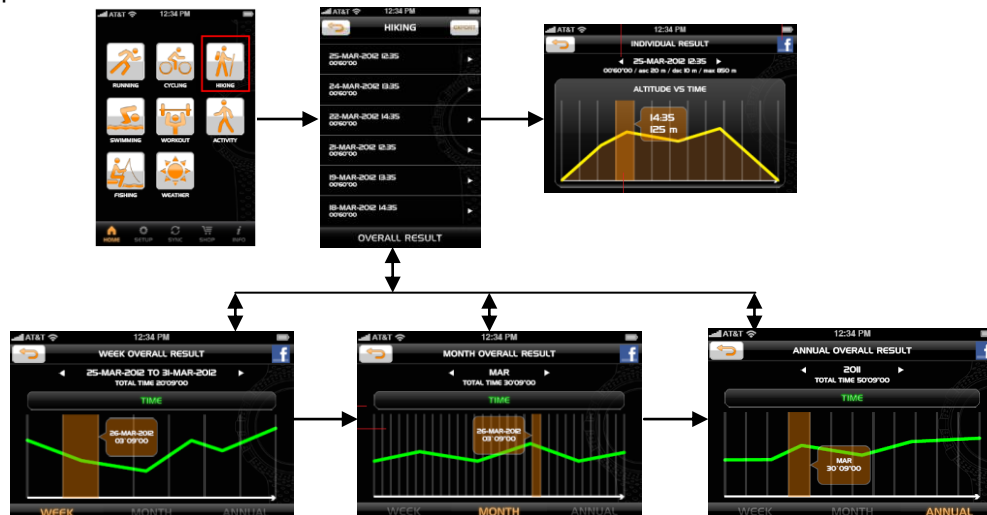 AT&T 12:34 PM
RUNNING CYCLING HIKING
SWIMMING WORKOUT ACTIVITY
FISHING WEATHER
HOME SETUP SYNC SHOP INFO
AT&T 12:34 PM
HIKING EXPORT
25-MAR-2012 12:35
00'60"00
24-MAR-2012 13:35
00'60"00
22-MAR-2012 14:35
00'60"00
21-MAR-2012 12:35
00'60"00
19-MAR-2012 13:35
00'60"00
18-MAR-2012 14:35
00'60"00
OVERALL RESULT
AT&T 12:34 PM
INDIVIDUAL RESULT f
25-MAR-2012 12:35
00'60"00 / asc 20 m / dsc 10 m / max 850 m
ALTITUDE VS TIME
14:35
125 m
AT&T 12:34 PM
WEEK OVERALL RESULT f
25-MAR-2012 TO 31-MAR-2012
TOTAL TIME 20'09"00
TIME
26-MAR-2012
03' 09"00
WEEK MONTH ANNUAL
AT&T 12:34 PM
MONTH OVERALL RESULT f
MAR
TOTAL TIME 30'09"00
TIME
26-MAR-2012
03' 09"00
WEEK MONTH ANNUAL
AT&T 12:34 PM
ANNUAL OVERALL RESULT f
2011
TOTAL TIME 50'09"00
TIME
MAR
30' 09"00
WEEK MONTH ANNUAL